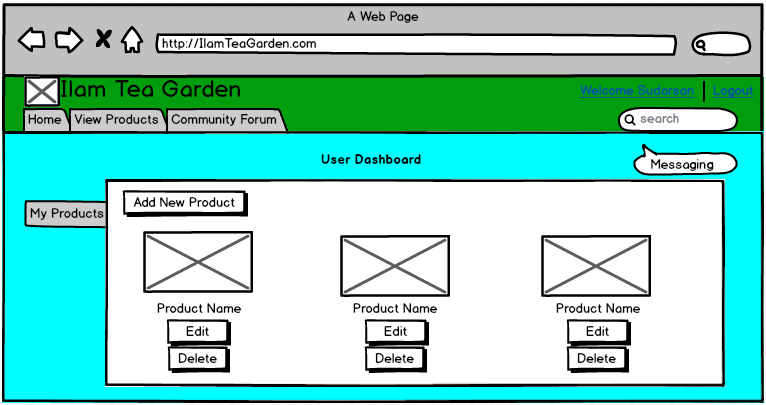 A Web Page
http://IlamTeaGarden.com
Ilam Tea Garden
Welcome Sudarsan Logout
Home View Products Community Forum
search
User Dashboard
Messaging
My Products
Add New Product
Product Name Product Name Product Name
Edit Edit Edit
Delete Delete Delete